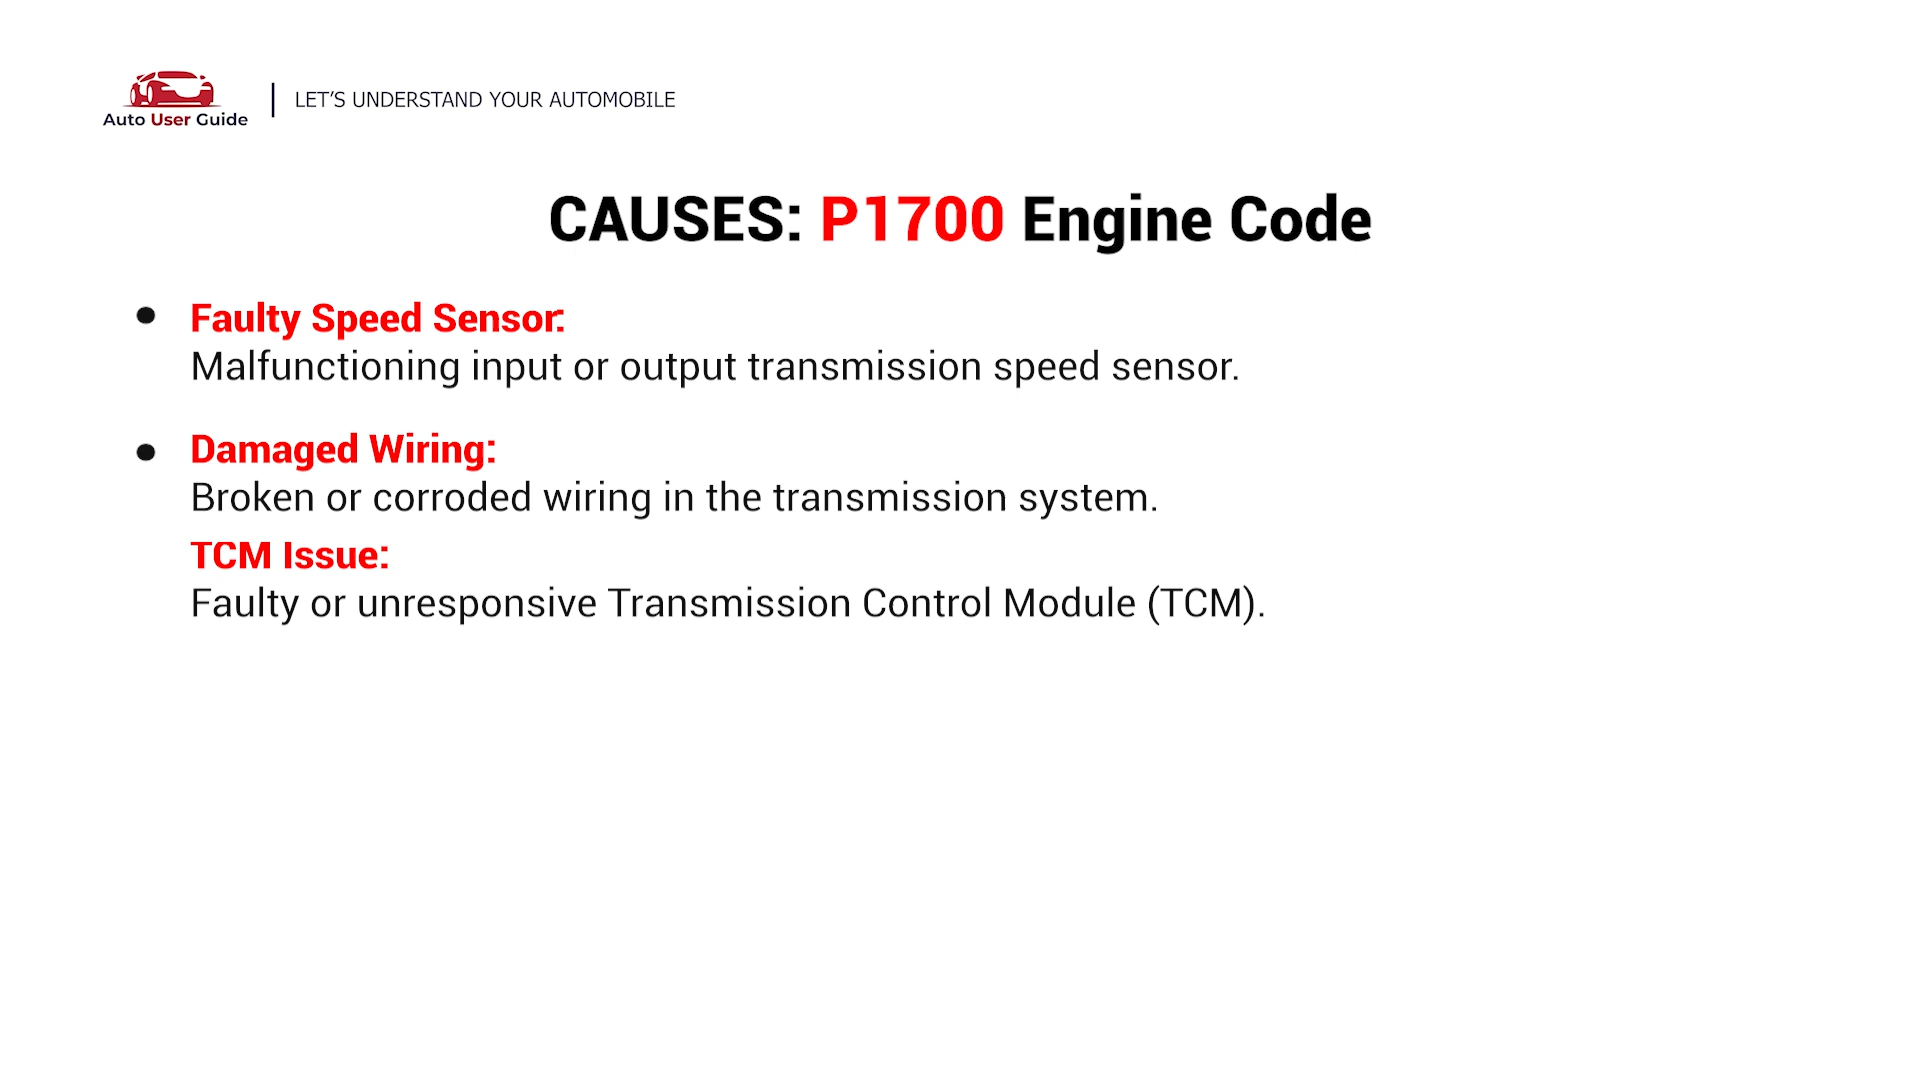 Auto User Guide
LET'S UNDERSTAND YOUR AUTOMOBILE
CAUSES: P1700 Engine Code
• Faulty Speed Sensor:
Malfunctioning input or output transmission speed sensor.
• Damaged Wiring:
Broken or corroded wiring in the transmission system.
TCM Issue:
Faulty or unresponsive Transmission Control Module (TCM).